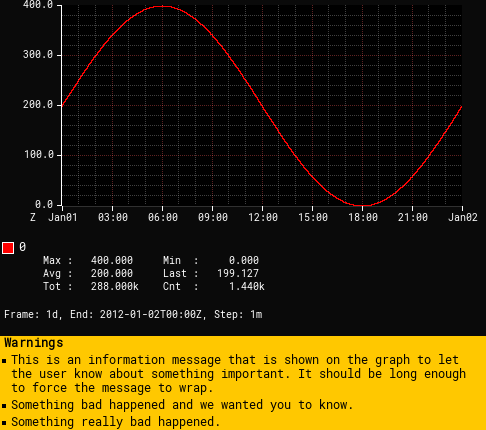 400.0
300.0
200.0
100.0
0.0
Z Jan01 03:00 06:00 09:00 12:00 15:00 18:00 21:00 Jan02
0
Max : 400.000 Min : 0.000
Avg : 200.000 Last : 199.127
Tot : 288.000k Cnt : 1.440k
Frame: 1d, End: 2012-01-02T00:00Z, Step: 1m
Warnings
▪ This is an information message that is shown on the graph to let
the user know about something important. It should be long enough
to force the message to wrap.
▪ Something bad happened and we wanted you to know.
▪ Something really bad happened.